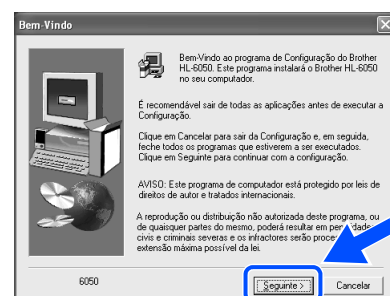 Bem-Vindo
Bem-Vindo ao programa de Configuração do Brother
HL-6050. Este programa instalará o Brother HL-6050
no seu computador.
É recomendável sair de todas as aplicações antes de executar a
Configuração.
Clique em Cancelar para sair da Configuração e, em seguida,
feche todos os programas que estiverem a ser executados.
Clique em Seguinte para continuar com a configuração.
AVISO: Este programa de computador está protegido por leis de
direitos de autor e tratados internacionais.
A reprodução ou distribuição não autorizada deste programa, ou
de quaisquer partes do mesmo, poderá resultar em
civis e criminais severas e os infractores serão
extensão máxima possível da lei.
6050
Seguinte >
Cancelar